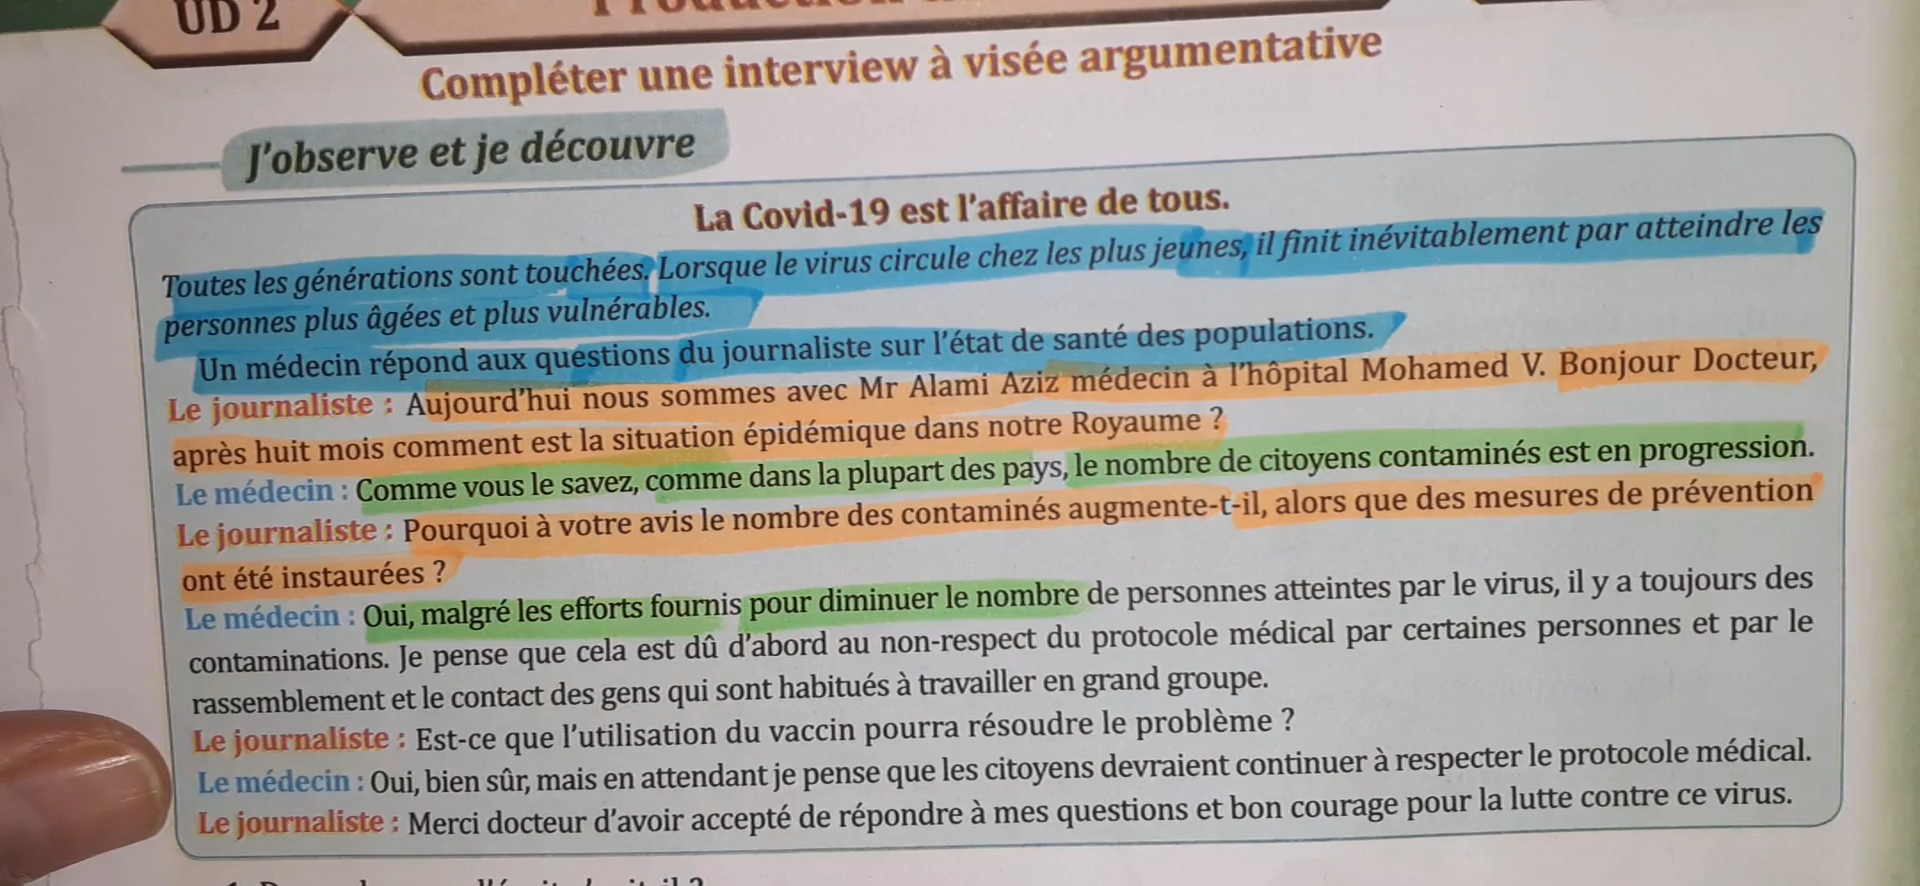 UD 2
Production
Compléter une interview à visée argumentative
J'observe et je découvre
La Covid-19 est l'affaire de tous.
Toutes les générations sont touchées. Lorsque le virus circule chez les plus jeunes, il finit inévitablement par atteindre les
personnes plus âgées et plus vulnérables.
Un médecin répond aux questions du journaliste sur l'état de santé des populations.
Le journaliste : Aujourd'hui nous sommes avec Mr Alami Aziz médecin à l'hôpital Mohamed V. Bonjour Docteur,
après huit mois comment est la situation épidémique dans notre Royaume ?
Le médecin : Comme vous le savez, comme dans la plupart des pays, le nombre de citoyens contaminés est en progression.
Le journaliste : Pourquoi à votre avis le nombre des contaminés augmente-t-il, alors que des mesures de prévention
ont été instaurées ?
Le médecin : Oui, malgré les efforts fournis pour diminuer le nombre de personnes atteintes par le virus, il y a toujours des
contaminations. Je pense que cela est dû d'abord au non-respect du protocole médical par certaines personnes et par le
rassemblement et le contact des gens qui sont habitués à travailler en grand groupe.
Le journaliste : Est-ce que l'utilisation du vaccin pourra résoudre le problème ?
Le médecin : Oui, bien sûr, mais en attendant je pense que les citoyens devraient continuer à respecter le protocole médical.
Le journaliste : Merci docteur d'avoir accepté de répondre à mes questions et bon courage pour la lutte contre ce virus.